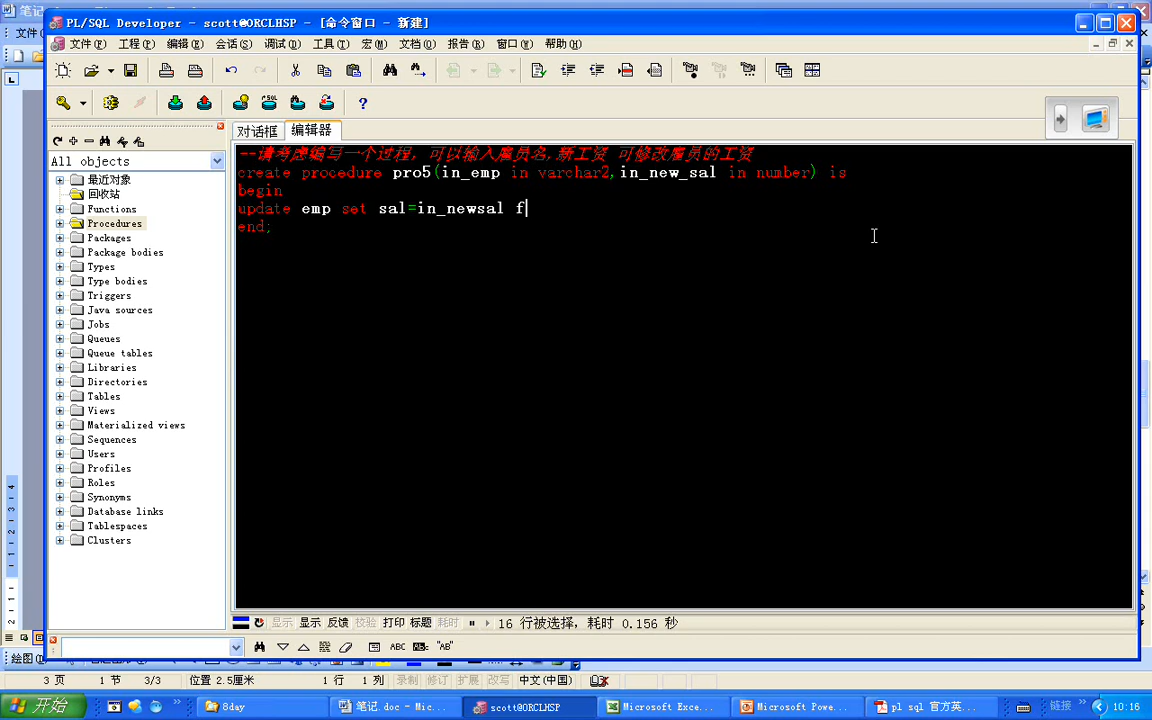 笔记
PL/SQL Developer - scott@ORCLHSP - [命令窗口 - 新建]
文件(F) 工程(P) 编辑(E) 会话(S) 调试(D) 工具(T) 宏(M) 文档(O) 报告(R) 窗口(W) 帮助(H)
对话框 编辑器
All objects
最近对象
回收站
Functions
Procedures
Packages
Package bodies
Types
Type bodies
Triggers
Java sources
Jobs
Queues
Queue tables
Libraries
Directories
Tables
Views
Materialized views
Sequences
Users
Profiles
Roles
Synonyms
Database links
Tablespaces
Clusters
--请考虑编写一个过程, 可以输入雇员名,新工资 可修改雇员的工资
create procedure pro5(in_emp in varchar2,in_new_sal in number) is
begin
update emp set sal=in_newsal f
end;
显示 显示 反馈 校验 打印 标题 耗时 16 行被选择, 耗时 0.156 秒
ABC Abc "AB"
绘图
3 页 1 节 3/3 位置 2.5厘米 1 行 1 列 录制 修订 扩展 改写 中文(中国)
开始 8day 笔记.doc - Mic... scott@ORCLHSP Microsoft Exce... Microsoft Powe... pl sql 官方英... 链接 10:16